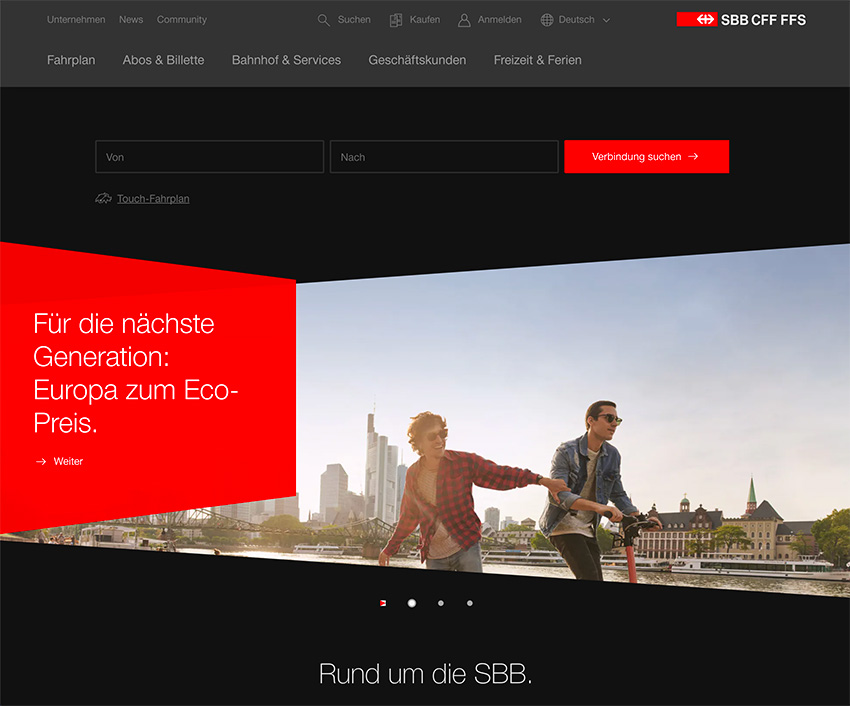 Unternehmen News Community Suchen Kaufen Anmelden Deutsch SBB CFF FFS
Fahrplan Abos & Billette Bahnhof & Services Geschäftskunden Freizeit & Ferien
Von Nach Verbindung suchen
Touch-Fahrplan
Für die nächste
Generation:
Europa zum Eco-
Preis.
Weiter
Rund um die SBB.